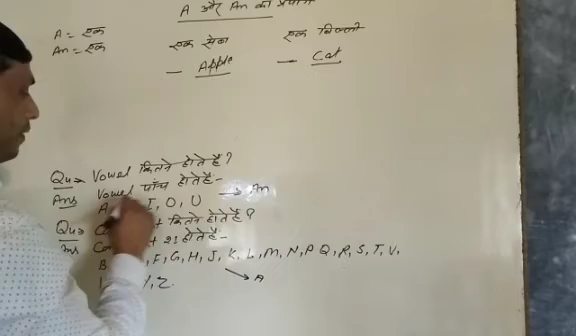 A और An का प्रयोग
A = एक
An = एक
एक सेब
एक बिल्ली
– Apple
– Cat
Qu⇒ Vowel कितने होते हैं ?
Ans Vowel पाँच होते हैं –
A I, O, U → An
Qu⇒ कितने होते हैं ?
Ans 21 होते हैं –
B F, G, H, J, K, L, M, N, P Q, R, S, T, V,
Z. → A